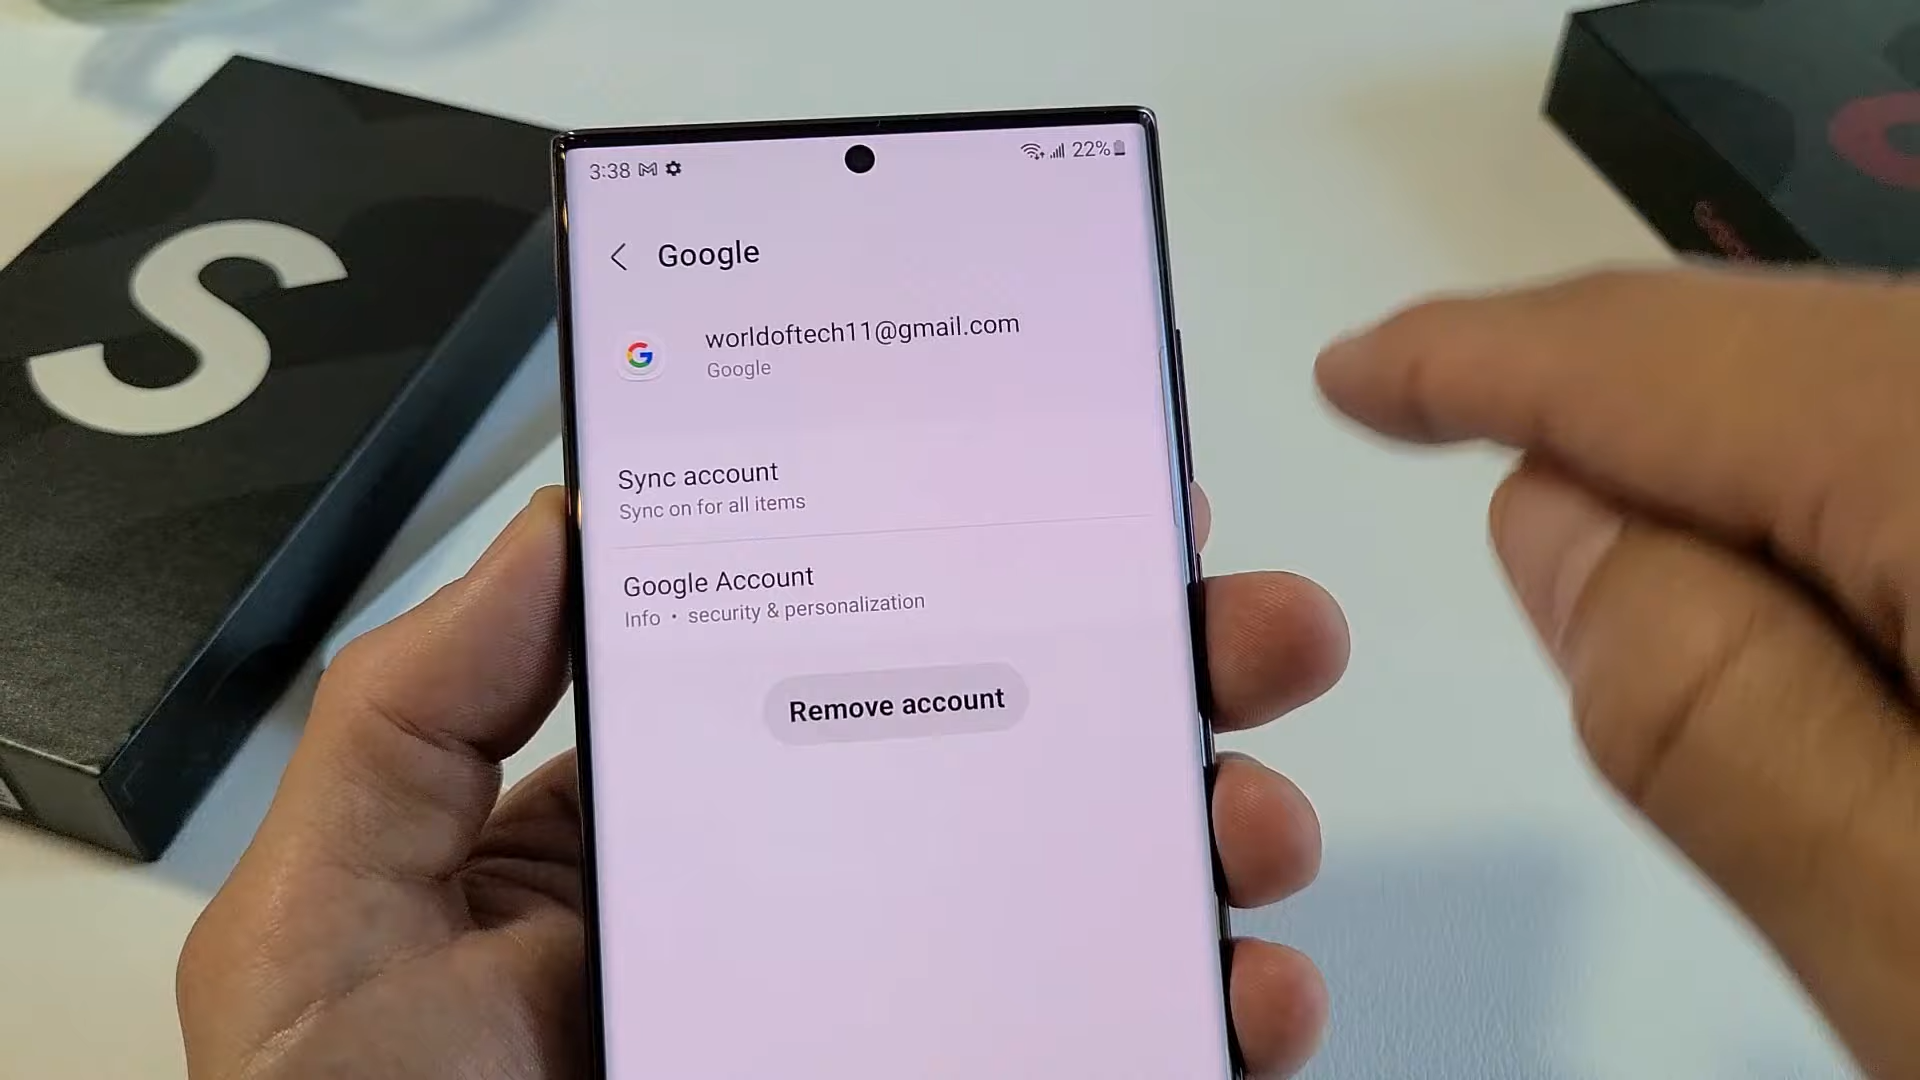 S
3:38
22%
Google
worldoftech11@gmail.com
Google
Sync account
Sync on for all items
Google Account
Info • security & personalization
Remove account